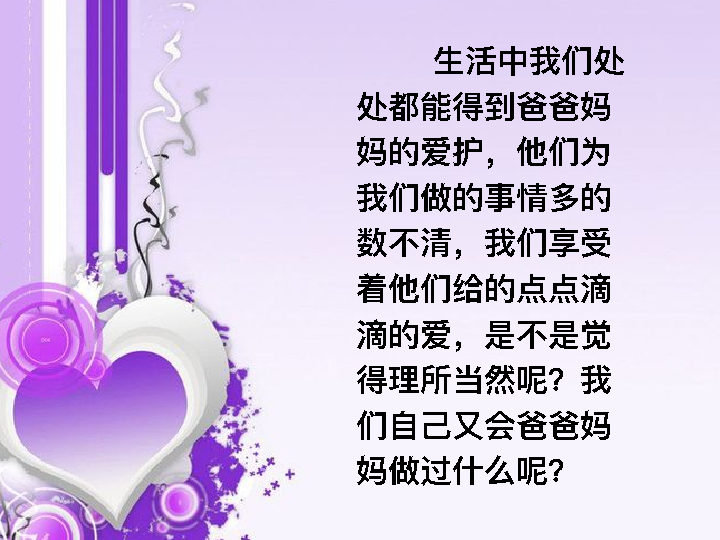 生活中我们处
处都能得到爸爸妈
妈的爱护，他们为
我们做的事情多的
数不清，我们享受
着他们给的点点滴
滴的爱，是不是觉
得理所当然呢？我
们自己又会爸爸妈
妈做过什么呢？